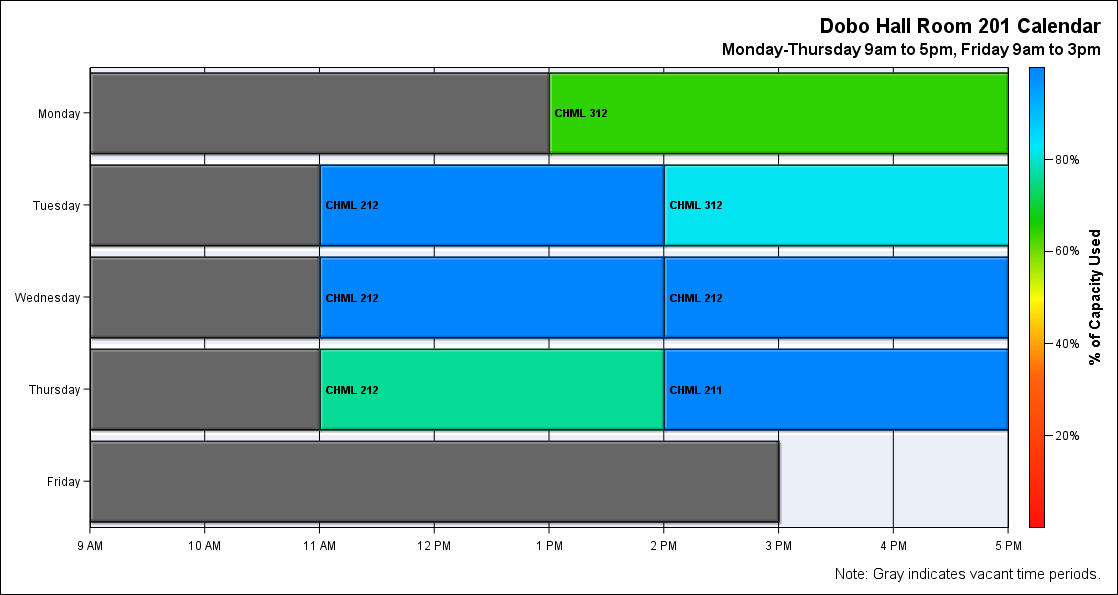 Dobo Hall Room 201 Calendar
Monday-Thursday 9am to 5pm, Friday 9am to 3pm
Monday
CHML 312
Tuesday
CHML 212
CHML 312
Wednesday
CHML 212
CHML 212
Thursday
CHML 212
CHML 211
Friday
9 AM
10 AM
11 AM
12 PM
1 PM
2 PM
3 PM
4 PM
5 PM
80%
60%
40%
20%
% of Capacity Used
Note: Gray indicates vacant time periods.